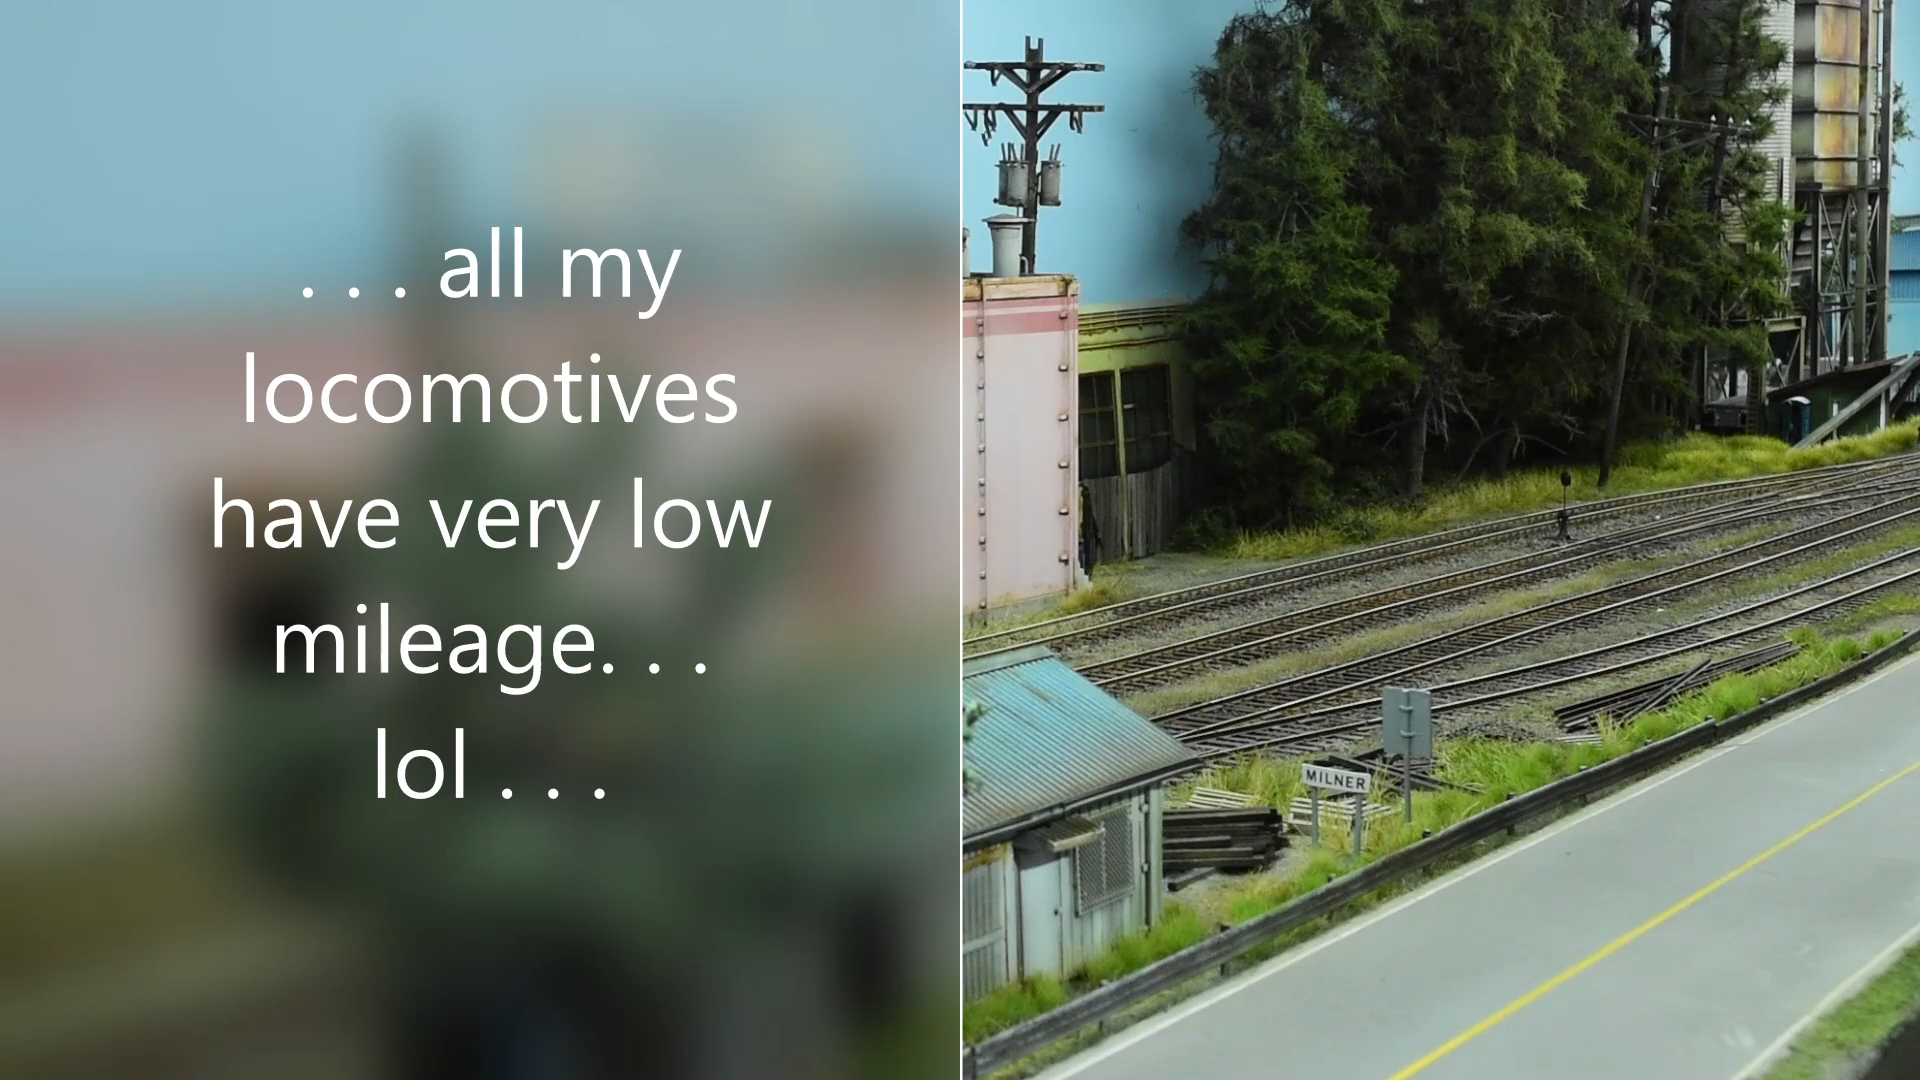 . . . all my
locomotives
have very low
mileage. . .
lol . . .
MILNER